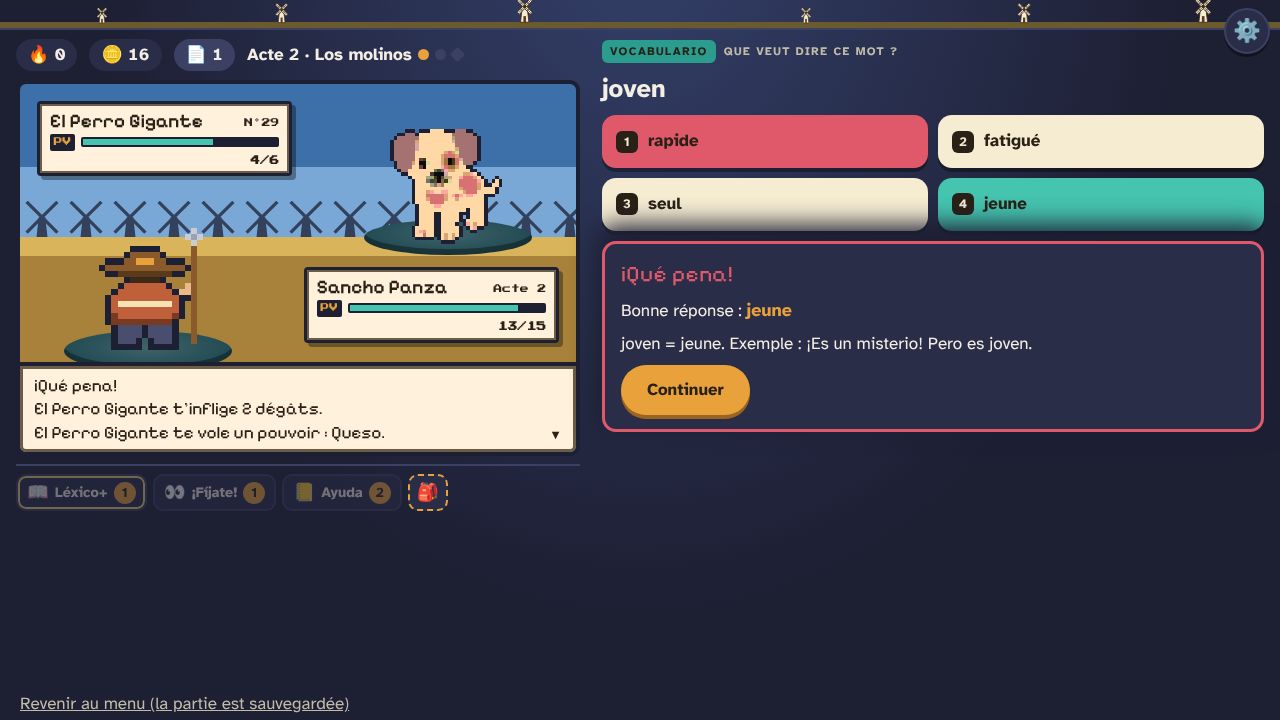 0
16
1
Acte 2 · Los molinos
El Perro Gigante N°29
PV
4/6
Sancho Panza Acte 2
PV
13/15
¡Qué pena!
El Perro Gigante t'inflige 2 dégâts.
El Perro Gigante te vole un pouvoir : Queso.
Léxico+ 1
¡Fíjate! 1
Ayuda 2
Revenir au menu (la partie est sauvegardée)
VOCABULARIO QUE VEUT DIRE CE MOT ?
joven
1 rapide
2 fatigué
3 seul
4 jeune
¡Qué pena!
Bonne réponse : jeune
joven = jeune. Exemple : ¡Es un misterio! Pero es joven.
Continuer